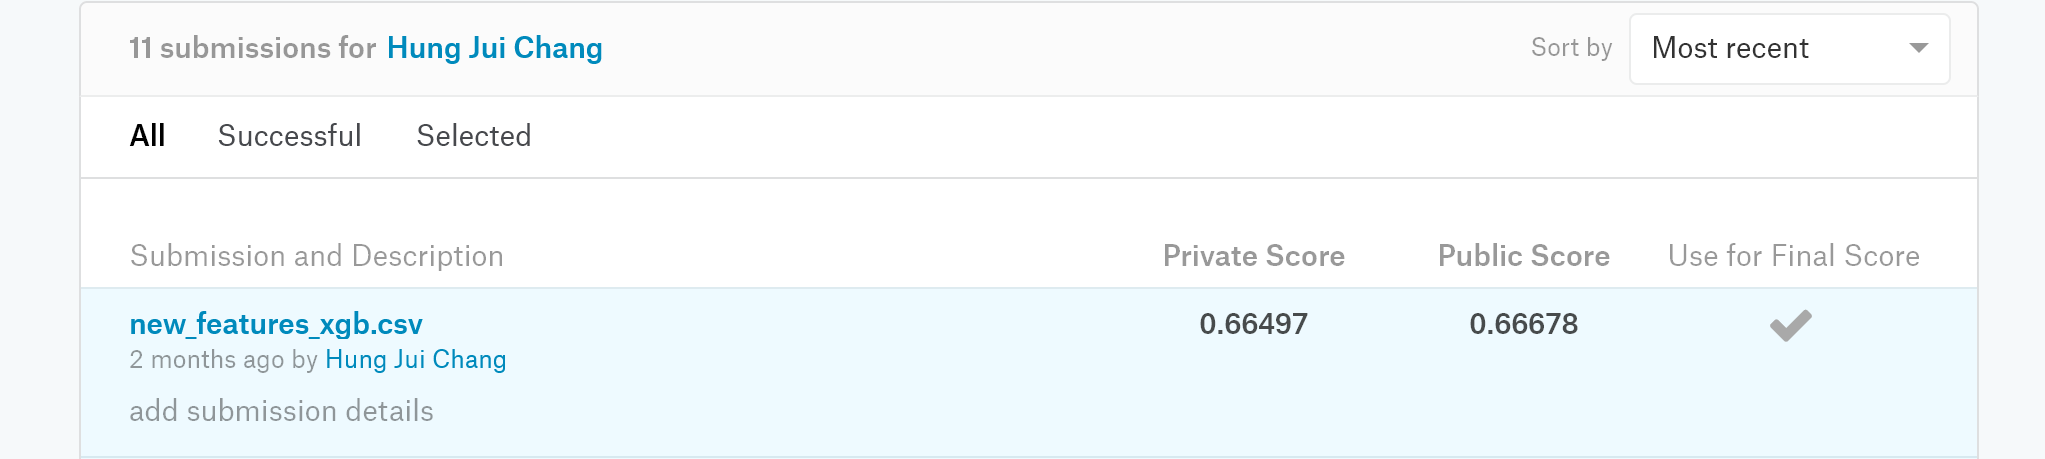 11 submissions for Hung Jui Chang Sort by Most recent
All Successful Selected
Submission and Description Private Score Public Score Use for Final Score
new_features_xgb.csv 0.66497 0.66678
2 months ago by Hung Jui Chang
add submission details